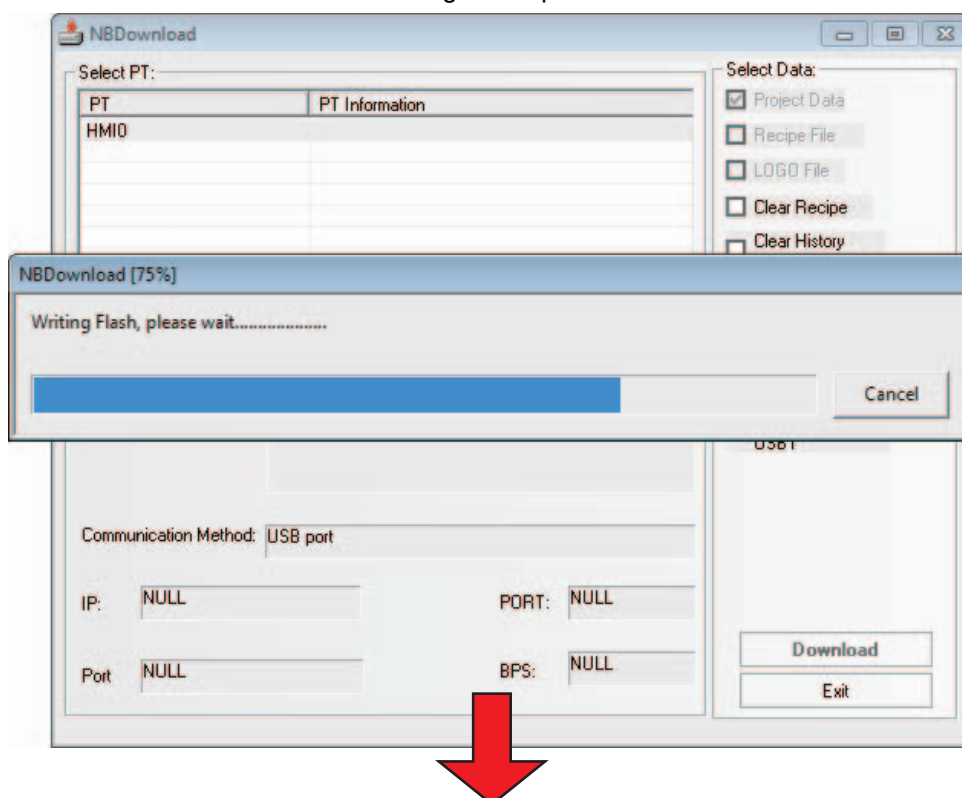 NBDownload
Select PT:
PT PT Information
HMI0
Select Data:
Project Data
Recipe File
LOGO File
Clear Recipe
Clear History
NBDownload [75%]
Writing Flash, please wait.....................
Cancel
USB1
Communication Method: USB port
IP: NULL PORT: NULL
Port NULL BPS: NULL
Download
Exit